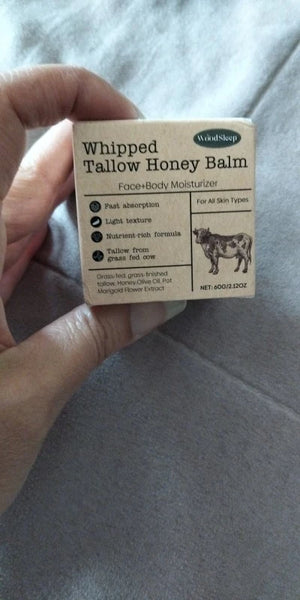 WoodSleep
Whipped
Tallow Honey Balm
Face+Body Moisturizer
Fast absorption
Light texture
Nutrient-rich formula
Tallow from
grass fed cow
For All Skin Types
Grass-fed, grass-finished
tallow, Honey,Olive Oil, Pot
Marigold Flower Extract
NET: 60G/2.12OZ